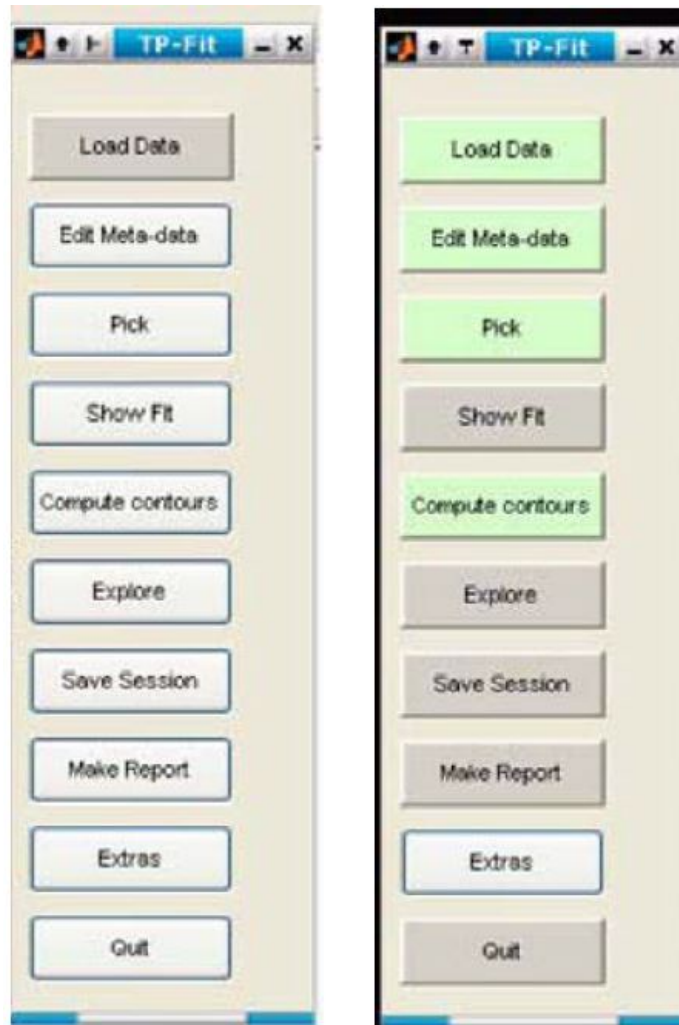 TP-Fit
Load Data
Edit Meta-data
Pick
Show Fit
Compute contours
Explore
Save Session
Make Report
Extras
Quit
TP-Fit
Load Data
Edit Meta-data
Pick
Show Fit
Compute contours
Explore
Save Session
Make Report
Extras
Quit